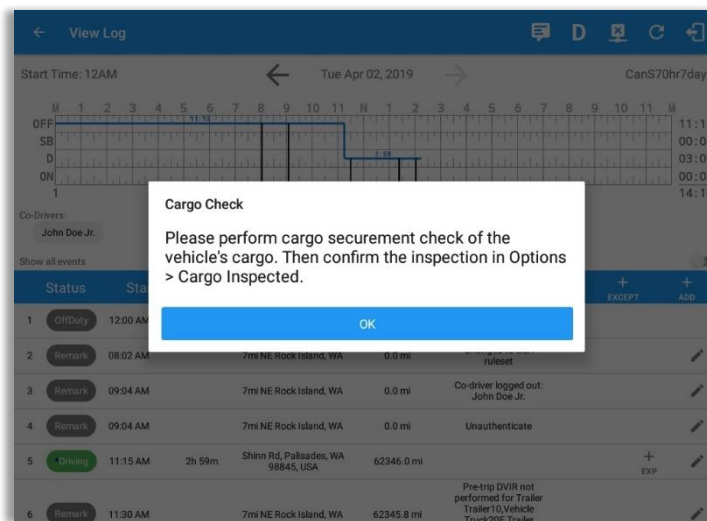 View Log
D
Start Time: 12AM
Tue Apr 02, 2019
CanS70hr7day
M 1 2 3 4 5 6 7 8 9 10 11 N 1 2 3 4 5 6 7 8 9 10 11 M
OFF 11:15 11:1
SB 00:0
D 2:59 03:0
ON 00:0
1 14:1
Co-Drivers:
John Doe Jr.
Show all events
Cargo Check
Please perform cargo securement check of the
vehicle's cargo. Then confirm the inspection in Options
> Cargo Inspected.
OK
Status Sta + EXCEPT + ADD
1 OffDuty 12:00 AM
2 Remark 08:02 AM 7mi NE Rock Island, WA 0.0 mi
ruleset
3 Remark 09:04 AM 7mi NE Rock Island, WA 0.0 mi Co-driver logged out:
John Doe Jr.
4 Remark 09:04 AM 7mi NE Rock Island, WA 0.0 mi Unauthenticate
5 *Driving 11:15 AM 2h 59m Shinn Rd, Palisades, WA 62346.0 mi + EXP
98845, USA
Pre-trip DVIR not
performed for Trailer
Trailer10,Vehicle
6 Remark 11:30 AM 7mi NE Rock Island, WA 62345.8 mi Truck20F Trailer